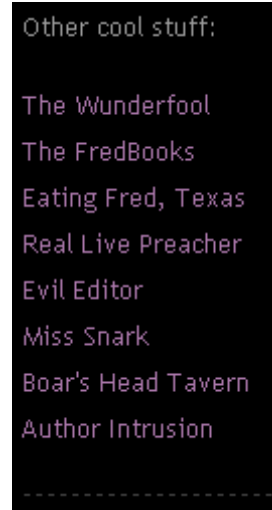 Other cool stuff:
The Wunderfool
The FredBooks
Eating Fred, Texas
Real Live Preacher
Evil Editor
Miss Snark
Boar's Head Tavern
Author Intrusion